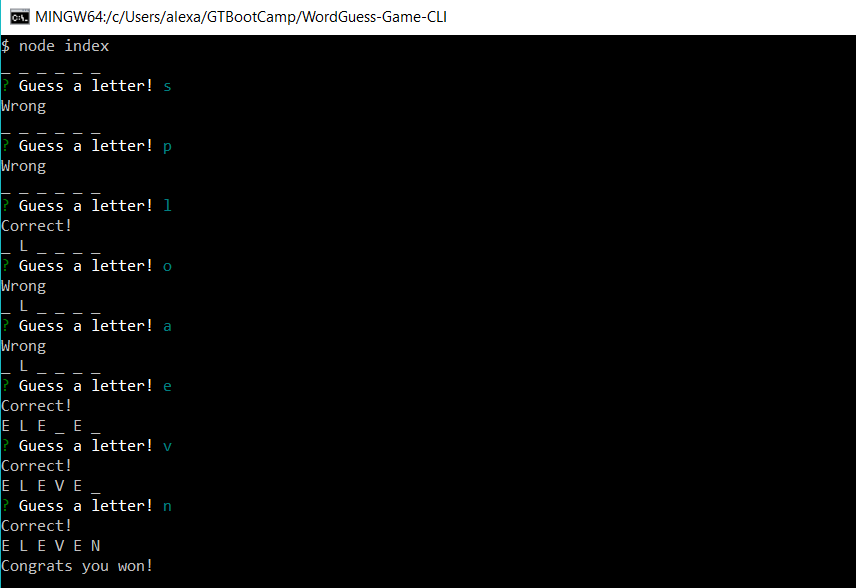 MINGW64:/c/Users/alexa/GTBootCamp/WordGuess-Game-CLI
$ node index
_ _ _ _ _ _
? Guess a letter! s
Wrong
_ _ _ _ _ _
? Guess a letter! p
Wrong
_ _ _ _ _ _
? Guess a letter! l
Correct!
_ L _ _ _ _
? Guess a letter! o
Wrong
_ L _ _ _ _
? Guess a letter! a
Wrong
_ L _ _ _ _
? Guess a letter! e
Correct!
E L E _ E _
? Guess a letter! v
Correct!
E L E V E _
? Guess a letter! n
Correct!
E L E V E N
Congrats you won!